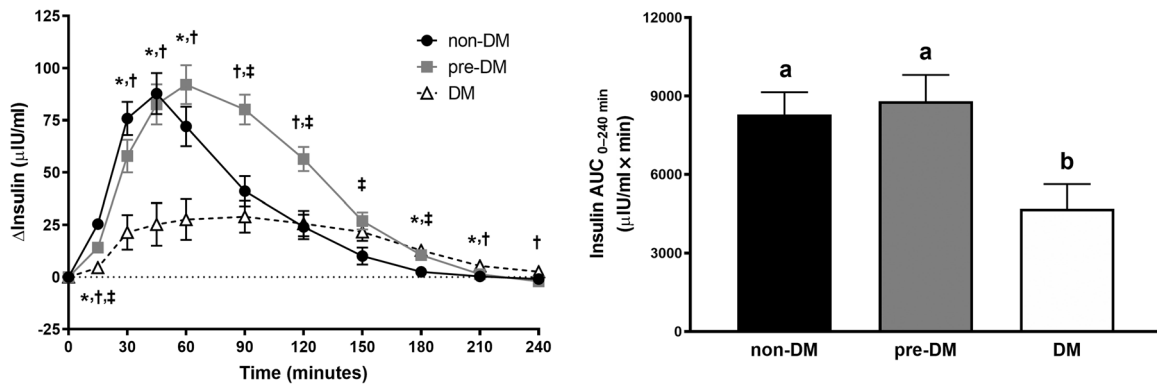 125
100
75
50
25
0
-25
ΔInsulin (μIU/ml)
*,† *,† *,†
†,‡
†,‡
‡
*,‡
*,† †
*,†,‡
non-DM
pre-DM
DM
0 30 60 90 120 150 180 210 240
Time (minutes)
12000
9000
6000
3000
0
Insulin AUC 0–240 min
(μIU/ml × min)
a a
b
non-DM pre-DM DM